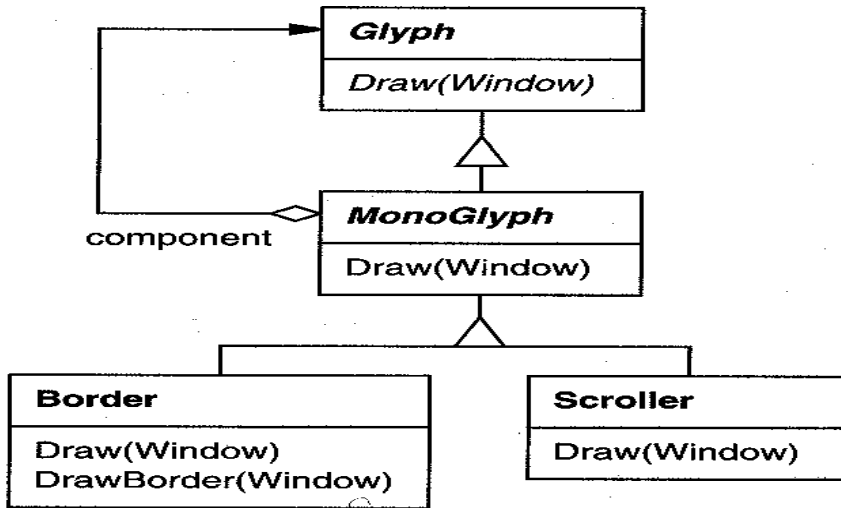 Glyph
Draw(Window)
MonoGlyph
component
Draw(Window)
Border
Draw(Window)
DrawBorder(Window)
Scroller
Draw(Window)